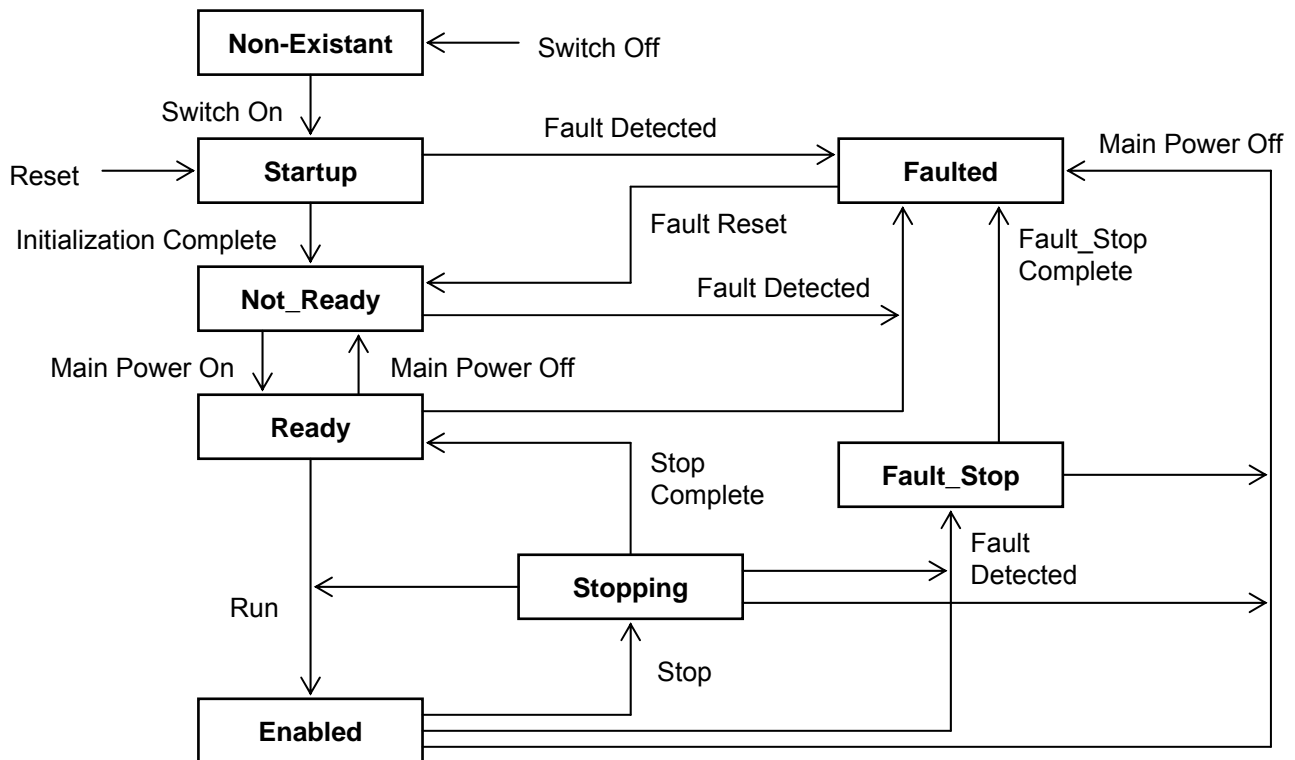 Non-Existant
Switch Off
Switch On
Fault Detected
Main Power Off
Startup
Faulted
Reset
Fault Reset
Initialization Complete
Fault_Stop
Complete
Not_Ready
Fault Detected
Main Power On
Main Power Off
Ready
Stop
Complete
Fault_Stop
Fault
Detected
Stopping
Run
Stop
Enabled